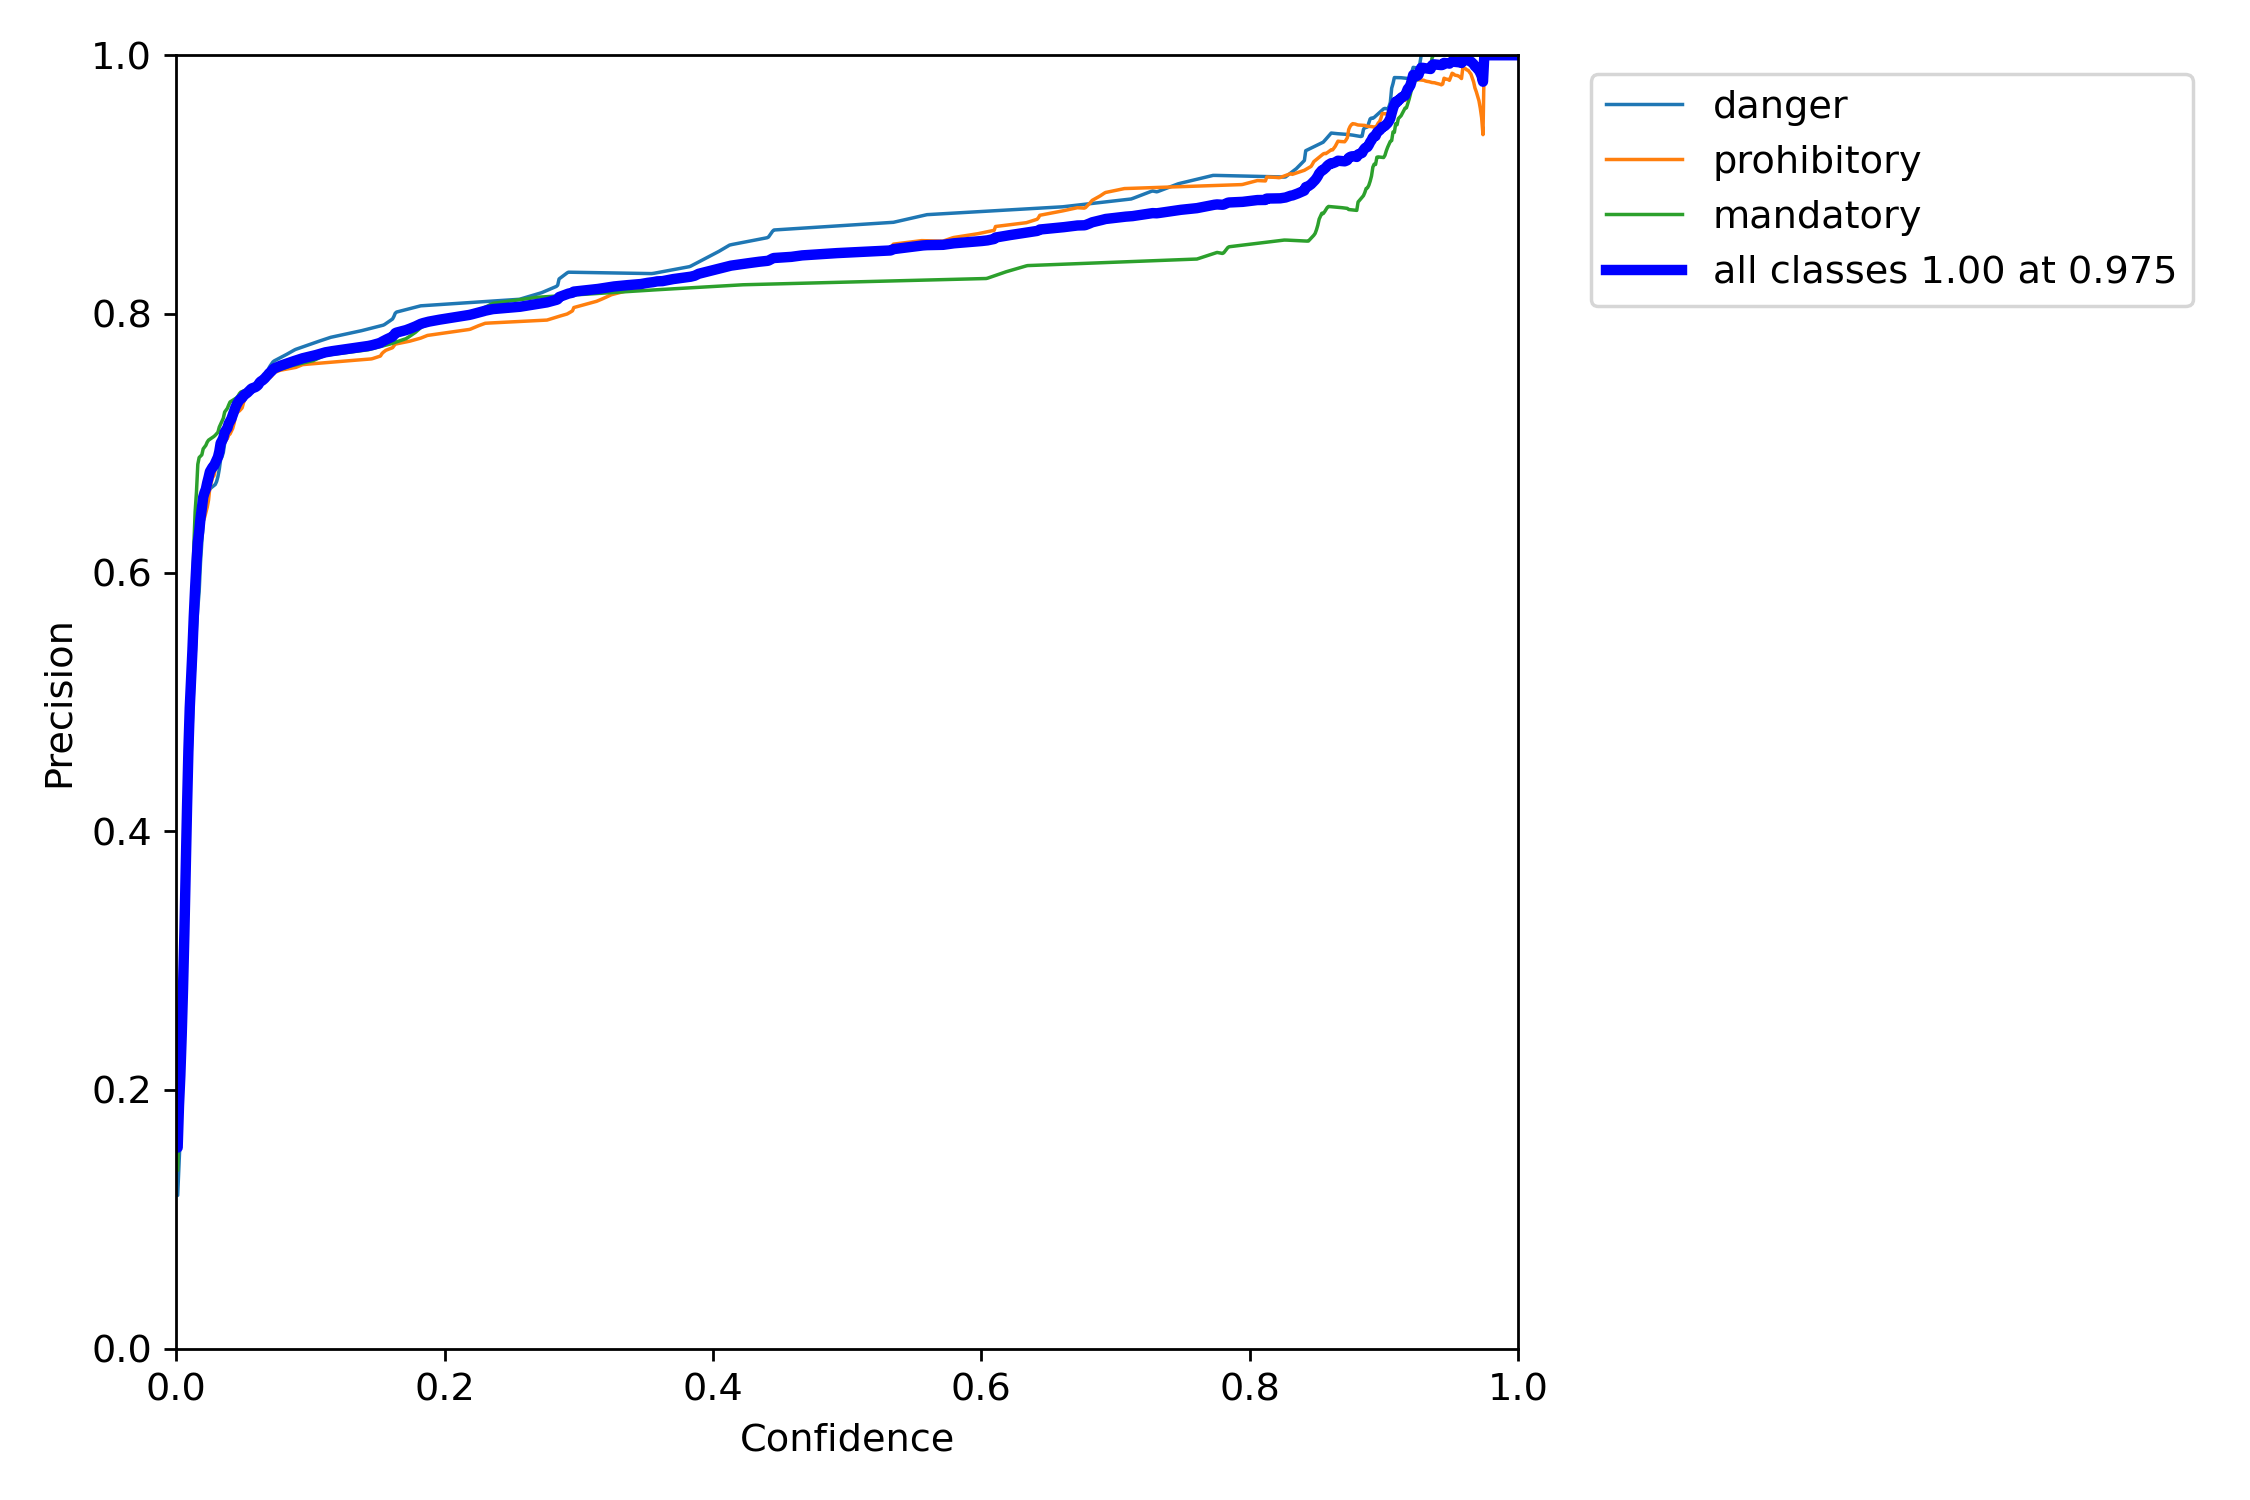 1.0
0.8
0.6
0.4
0.2
0.0
0.0 0.2 0.4 0.6 0.8 1.0
Precision
Confidence
danger
prohibitory
mandatory
all classes 1.00 at 0.975